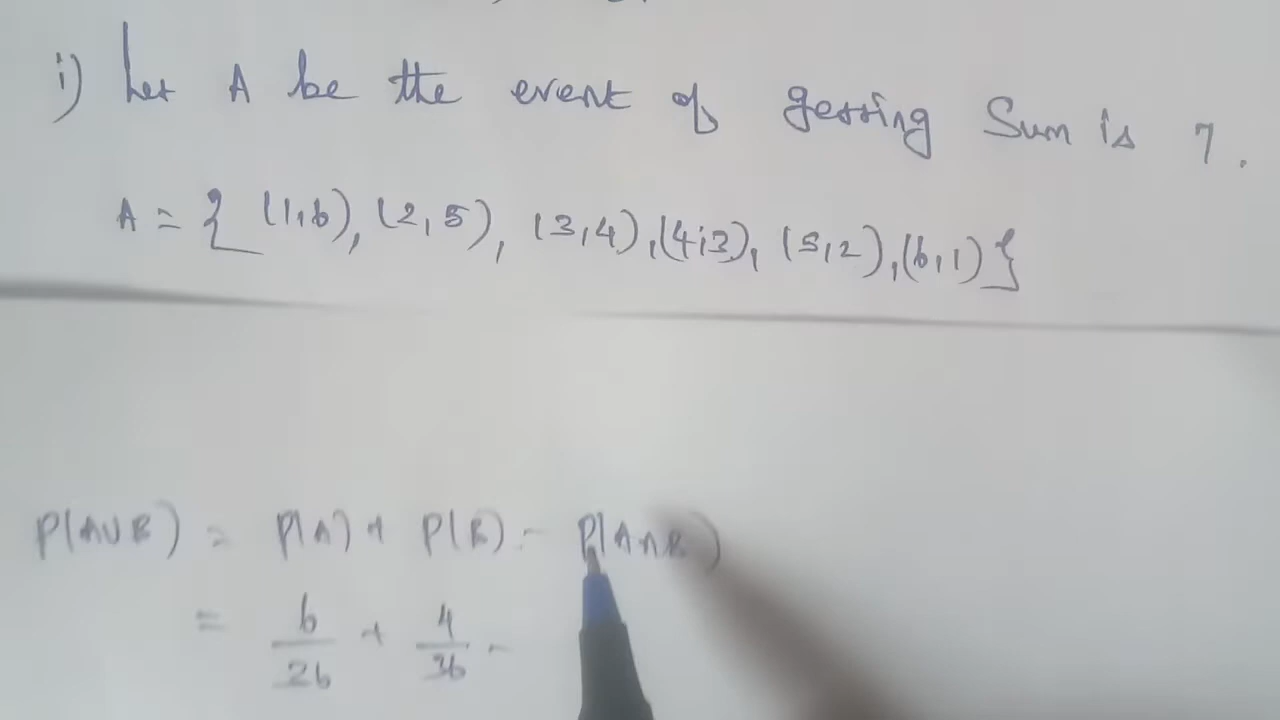 i) Let A be the event of getting Sum is 7.
A = { (1,6), (2,5), (3,4), (4,3), (5,2), (6,1) }
P(A∪B) = P(A) + P(B) - P(A∩B)
= 6/36 + 4/36 -